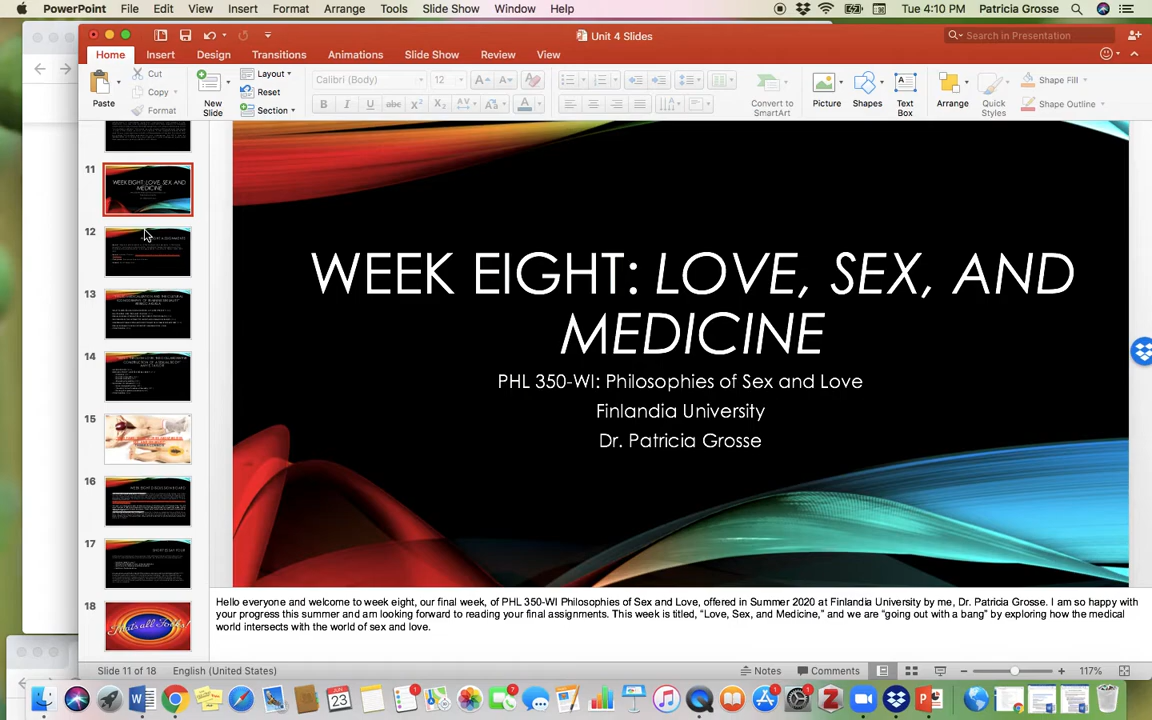 PowerPoint File Edit View Insert Format Arrange Tools Slide Show Window Help Tue 4:10 PM Patricia Grosse
Unit 4 Slides
Search in Presentation
Home Insert Design Transitions Animations Slide Show Review View
Paste
Cut
Copy
Format
New
Slide
Layout
Reset
Section
Calibri (Body) 12
Convert to
SmartArt
Picture
Shapes
Text
Box
Arrange
Quick
Styles
Shape Fill
Shape Outline
11
WEEK EIGHT: LOVE, SEX, AND
MEDICINE
12
13
14
15
16
17
18
That's all Folks!
WEEK EIGHT: LOVE, SEX, AND
MEDICINE
PHL 350-WI: Philosophies of Sex and Love
Finlandia University
Dr. Patricia Grosse
Hello everyone and welcome to week eight, our final week, of PHL 350-WI Philosophies of Sex and Love, offered in Summer 2020 at Finlandia University by me, Dr. Patricia Grosse. I am so happy with
your progress this summer and am looking forward to reading your final assignments. This week is titled, "Love, Sex, and Medicine," and we are "going out with a bang" by exploring how the medical
world intersects with the world of sex and love.
Slide 11 of 18 English (United States) Notes Comments 117%